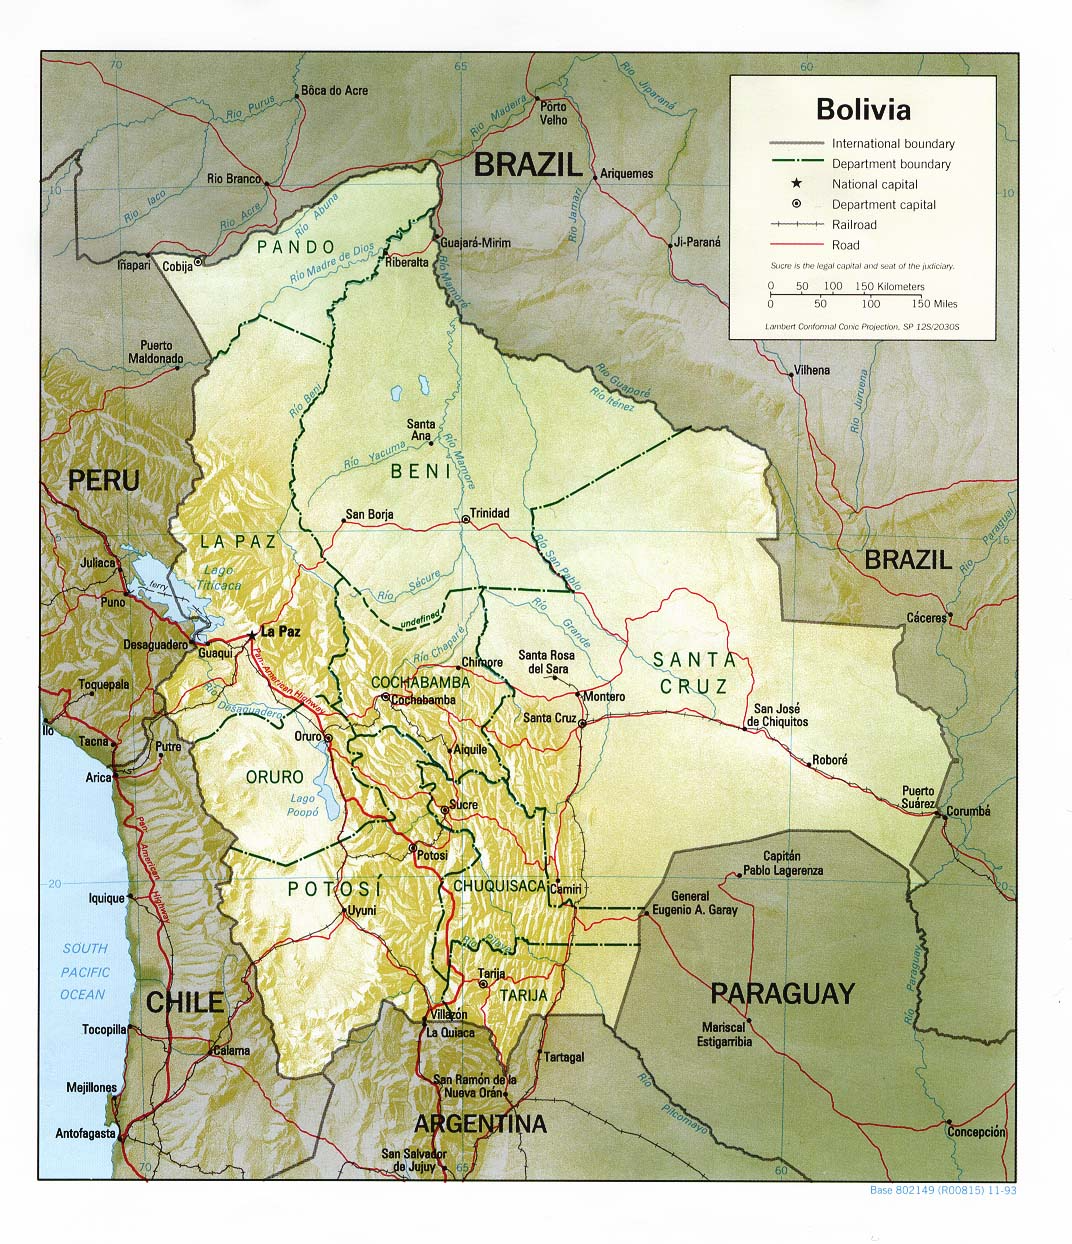 70
65
60
Bôca do Acre
Río Purus
Río Madeira
Pôrto
Velho
Río Jiparaná
BRAZIL
Ariquemes
Rio Branco
10
Río Iaco
Río Acre
Río Abuna
Río Jamari
Bolivia
International boundary
Department boundary
National capital
Department capital
Railroad
Road
Sucre is the legal capital and seat of the judiciary.
0 50 100 150 Kilometers
0 50 100 150 Miles
Lambert Conformal Conic Projection, SP 12S/2030S
10
PANDO
Guajará-Mirim
Ji-Paraná
Iñapari
Cobija
Río Madre de Dios
Riberalta
Río Mamoré
Puerto
Maldonado
Vilhena
Río Guaporé
Río Iténez
Río Juruena
Río Beni
Santa
Ana
Río Yacuma
Río Mamore
BENI
PERU
San Borja
Trinidad
LA PAZ
Río San Pablo
15
Río Paraguai
BRAZIL
Juliaca
Lago
Titicaca
ferry
Puno
Río Sécure
undefined
Río Grande
Cáceres
La Paz
Desaguadero
Guaqui
Río Chaparé
Pan-American Highway
Toquepala
Chimore
Santa Rosa
del Sara
SANTA
CRUZ
COCHABAMBA
Cochabamba
Montero
Río
Desaguadero
Ilo
Santa Cruz
San José
de Chiquitos
Tacna
Putre
Oruro
Aiquile
Roboré
Arica
ORURO
Lago
Poopó
Sucre
Puerto
Suárez
Corumbá
Pan-American Highway
Potosí
Capitán
Pablo Lagerenza
20
POTOSÍ
CHUQUISACA
Camiri
20
Iquique
Uyuni
General
Eugenio A. Garay
SOUTH
PACIFIC
OCEAN
Río Pilaya
Río Paraguay
Tarija
TARIJA
CHILE
PARAGUAY
Villazón
La Quiaca
Tocopilla
Mariscal
Estigarribia
Calama
Tartagal
Mejillones
San Ramón de la
Nueva Orán
Río
Pilcomayo
ARGENTINA
Antofagasta
Concepción
San Salvador
de Jujuy
70
65
60
Base 802149 (R00815) 11-93